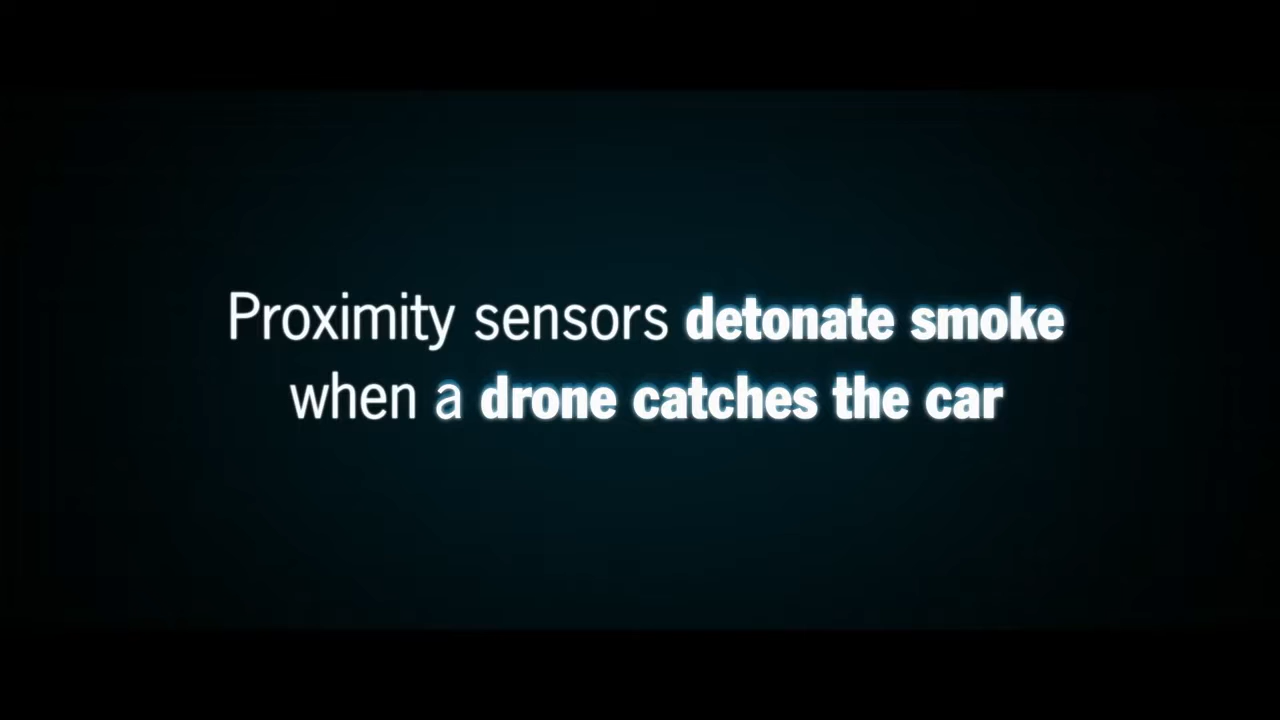 Proximity sensors detonate smoke
when a drone catches the car